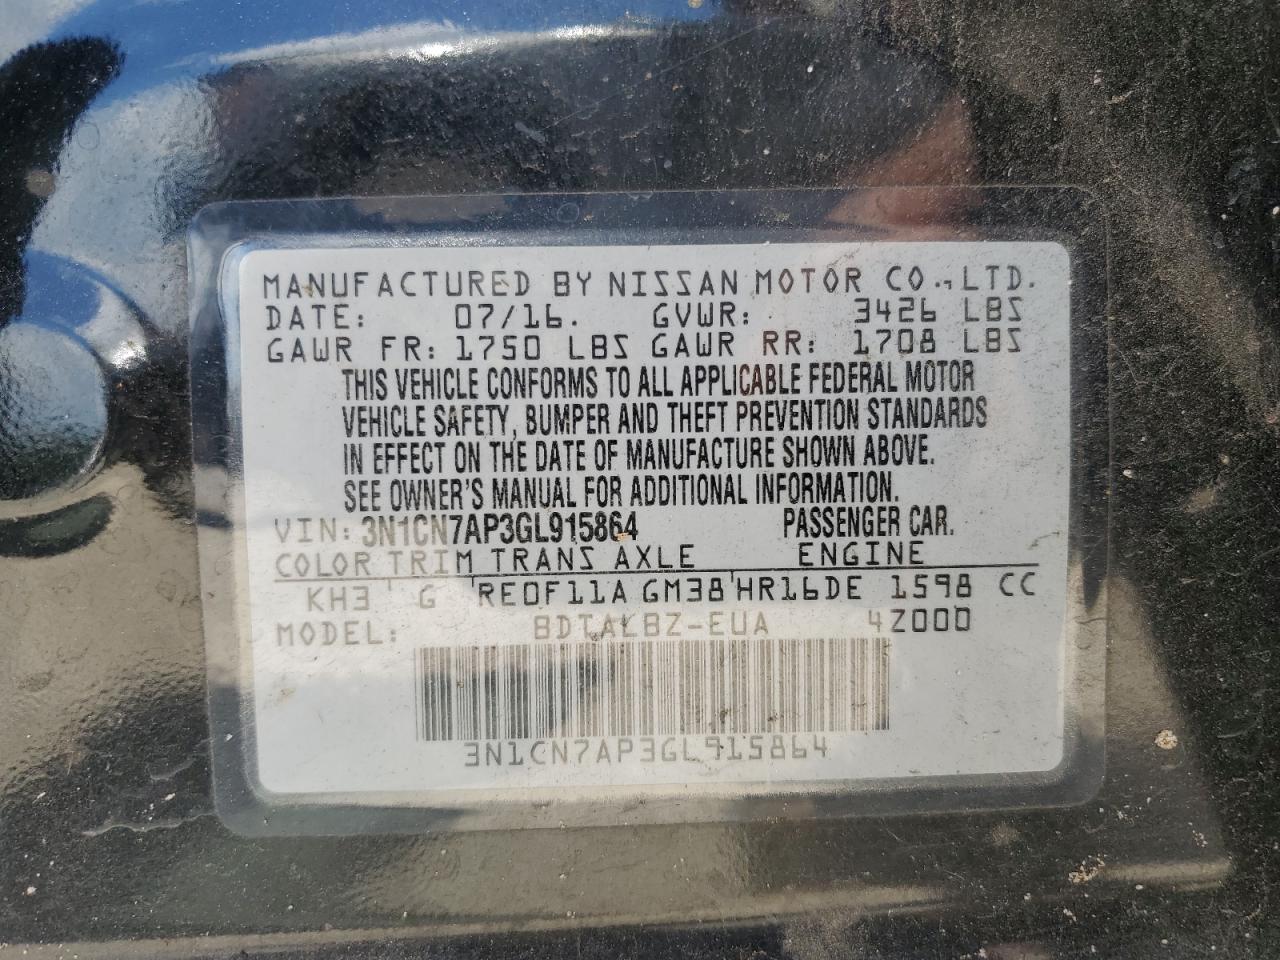 MANUFACTURED BY NISSAN MOTOR CO., LTD.
DATE: 07/16. GVWR: 3426 LBS
GAWR FR: 1750 LBS GAWR RR: 1708 LBS
THIS VEHICLE CONFORMS TO ALL APPLICABLE FEDERAL MOTOR
VEHICLE SAFETY, BUMPER AND THEFT PREVENTION STANDARDS
IN EFFECT ON THE DATE OF MANUFACTURE SHOWN ABOVE.
SEE OWNER'S MANUAL FOR ADDITIONAL INFORMATION.
VIN: 3N1CN7AP3GL915864 PASSENGER CAR.
COLOR TRIM TRANS AXLE ENGINE
KH3 G RE0F11A GM38 HR16DE 1598 CC
MODEL: BDTALBZ-EUA 4Z000
3N1CN7AP3GL915864